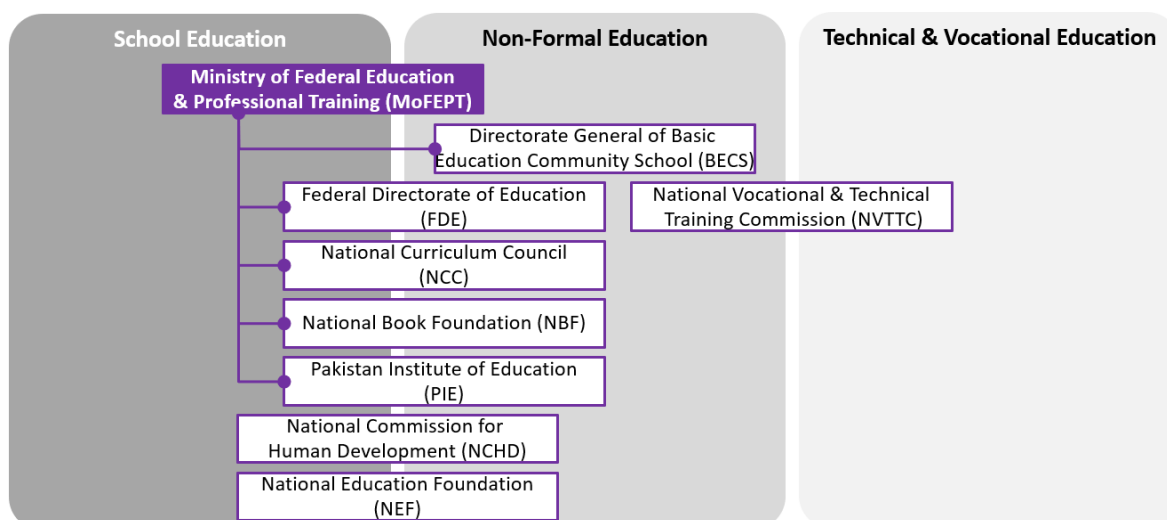 School Education
Non-Formal Education
Technical & Vocational Education
Ministry of Federal Education
& Professional Training (MoFEPT)
Directorate General of Basic
Education Community School (BECS)
Federal Directorate of Education
(FDE)
National Vocational & Technical
Training Commission (NVTTC)
National Curriculum Council
(NCC)
National Book Foundation (NBF)
Pakistan Institute of Education
(PIE)
National Commission for
Human Development (NCHD)
National Education Foundation
(NEF)